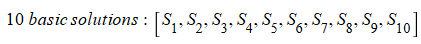 10 basic solutions : [S₁, S₂, S₃, S₄, S₅, S₆, S₇, S₈, S₉, S₁₀]